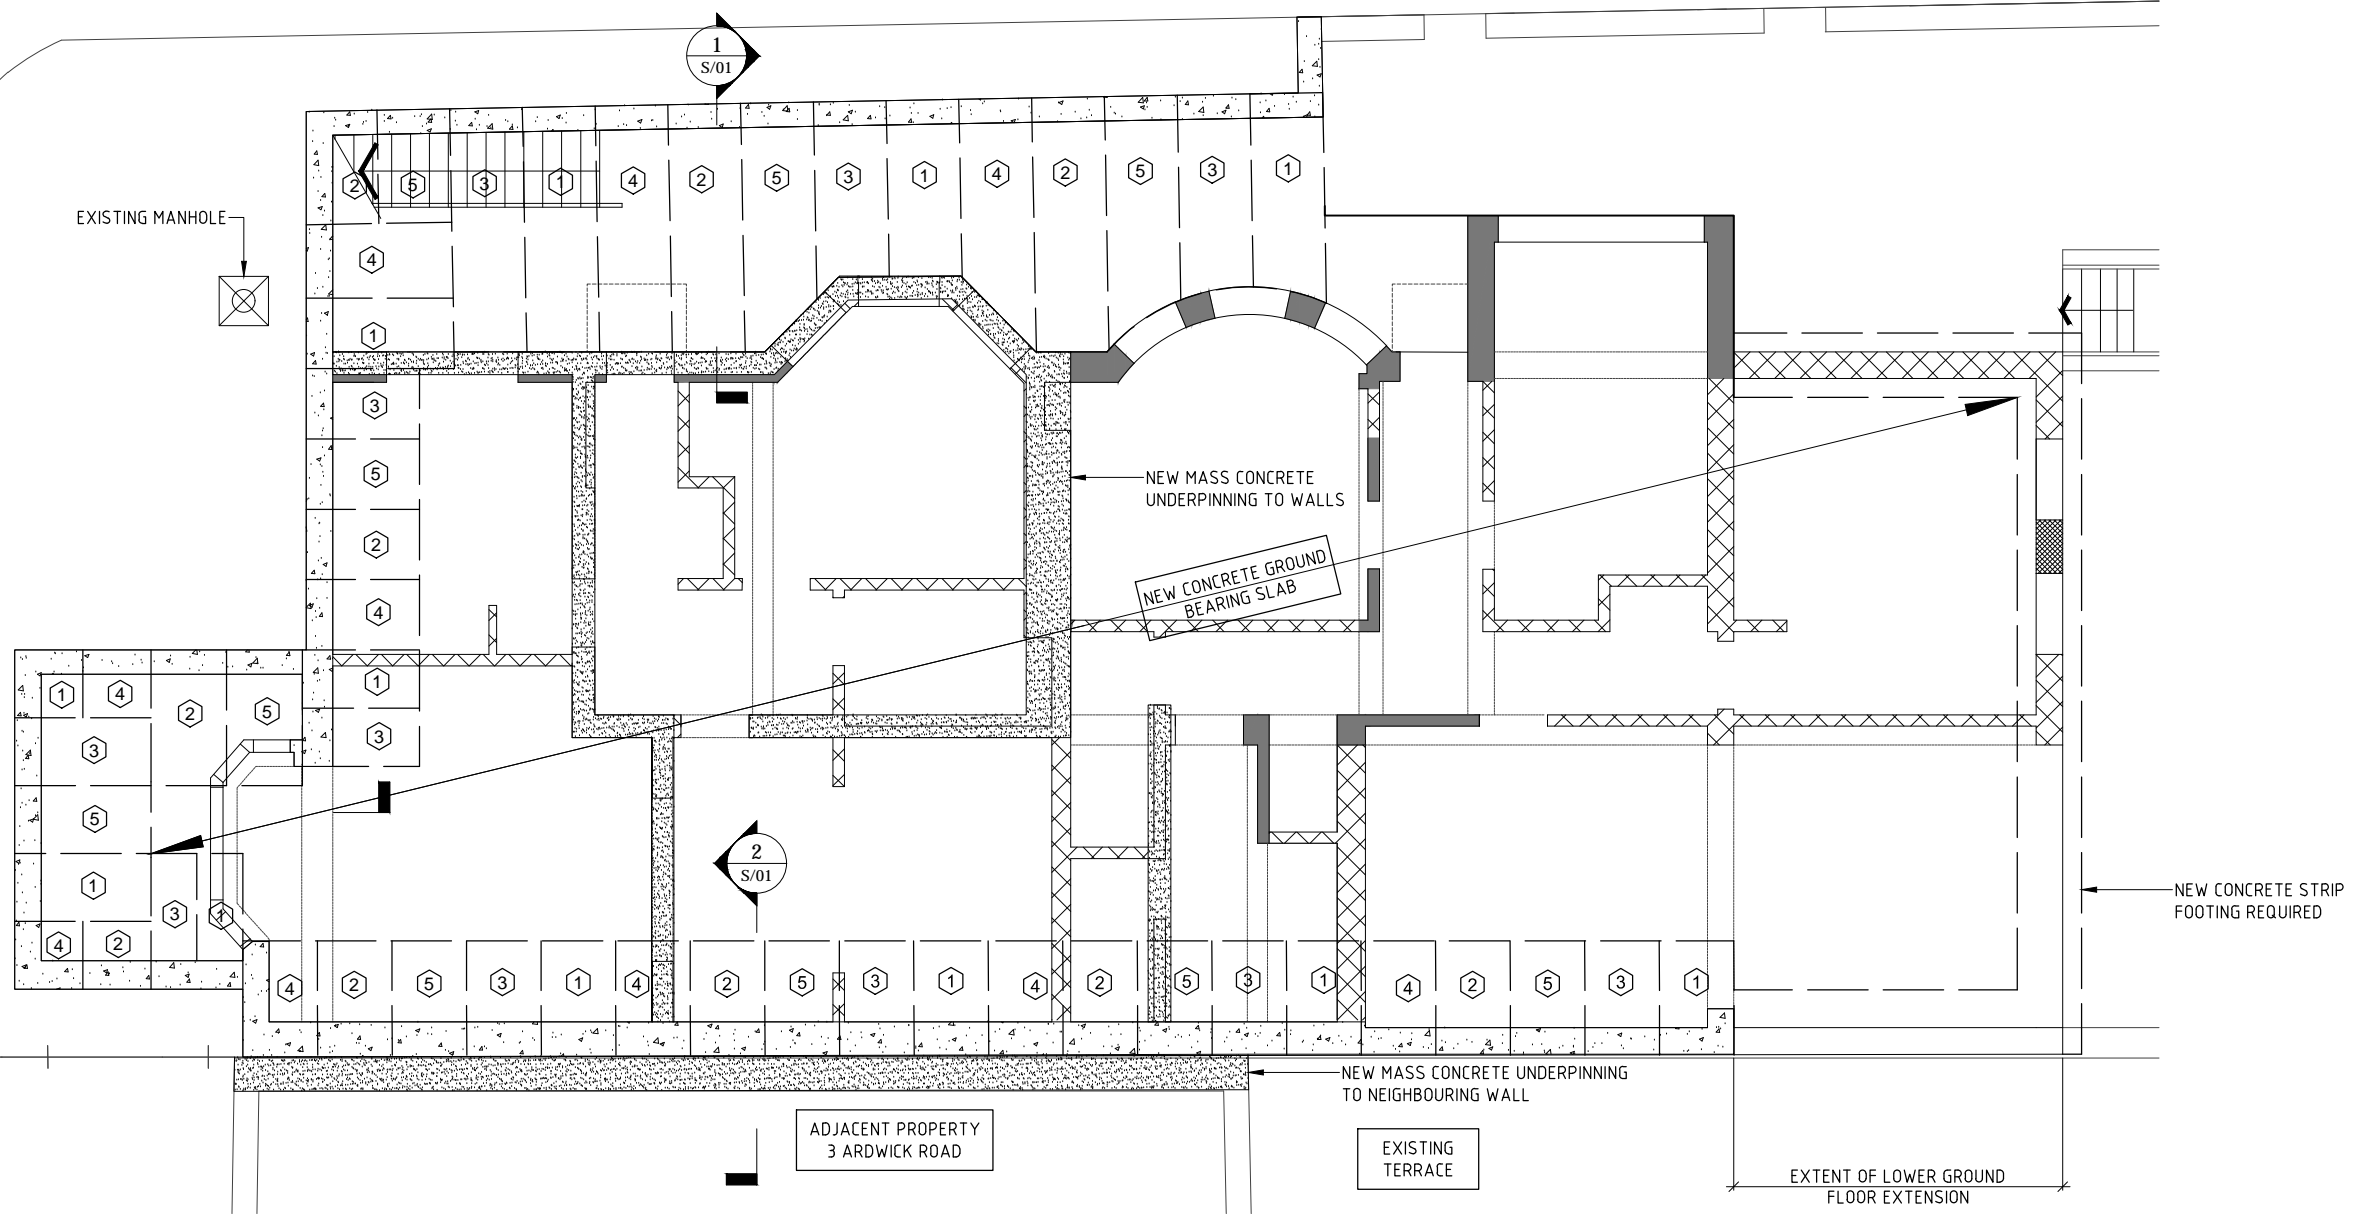 1
S/01
EXISTING MANHOLE
2 5 3 1 4 2 5 3 1 4 2 5 3 1
4
1
3
5
2
4
1
3
NEW MASS CONCRETE
UNDERPINNING TO WALLS
NEW CONCRETE GROUND
BEARING SLAB
1 4 2 5
3
5
1
3 1
4 2
2
S/01
NEW CONCRETE STRIP
FOOTING REQUIRED
4 2 5 3 1 4 2 5 3 1 4 2 5 3 1 4 2 5 3 1
NEW MASS CONCRETE UNDERPINNING
TO NEIGHBOURING WALL
ADJACENT PROPERTY
3 ARDWICK ROAD
EXISTING
TERRACE
EXTENT OF LOWER GROUND
FLOOR EXTENSION